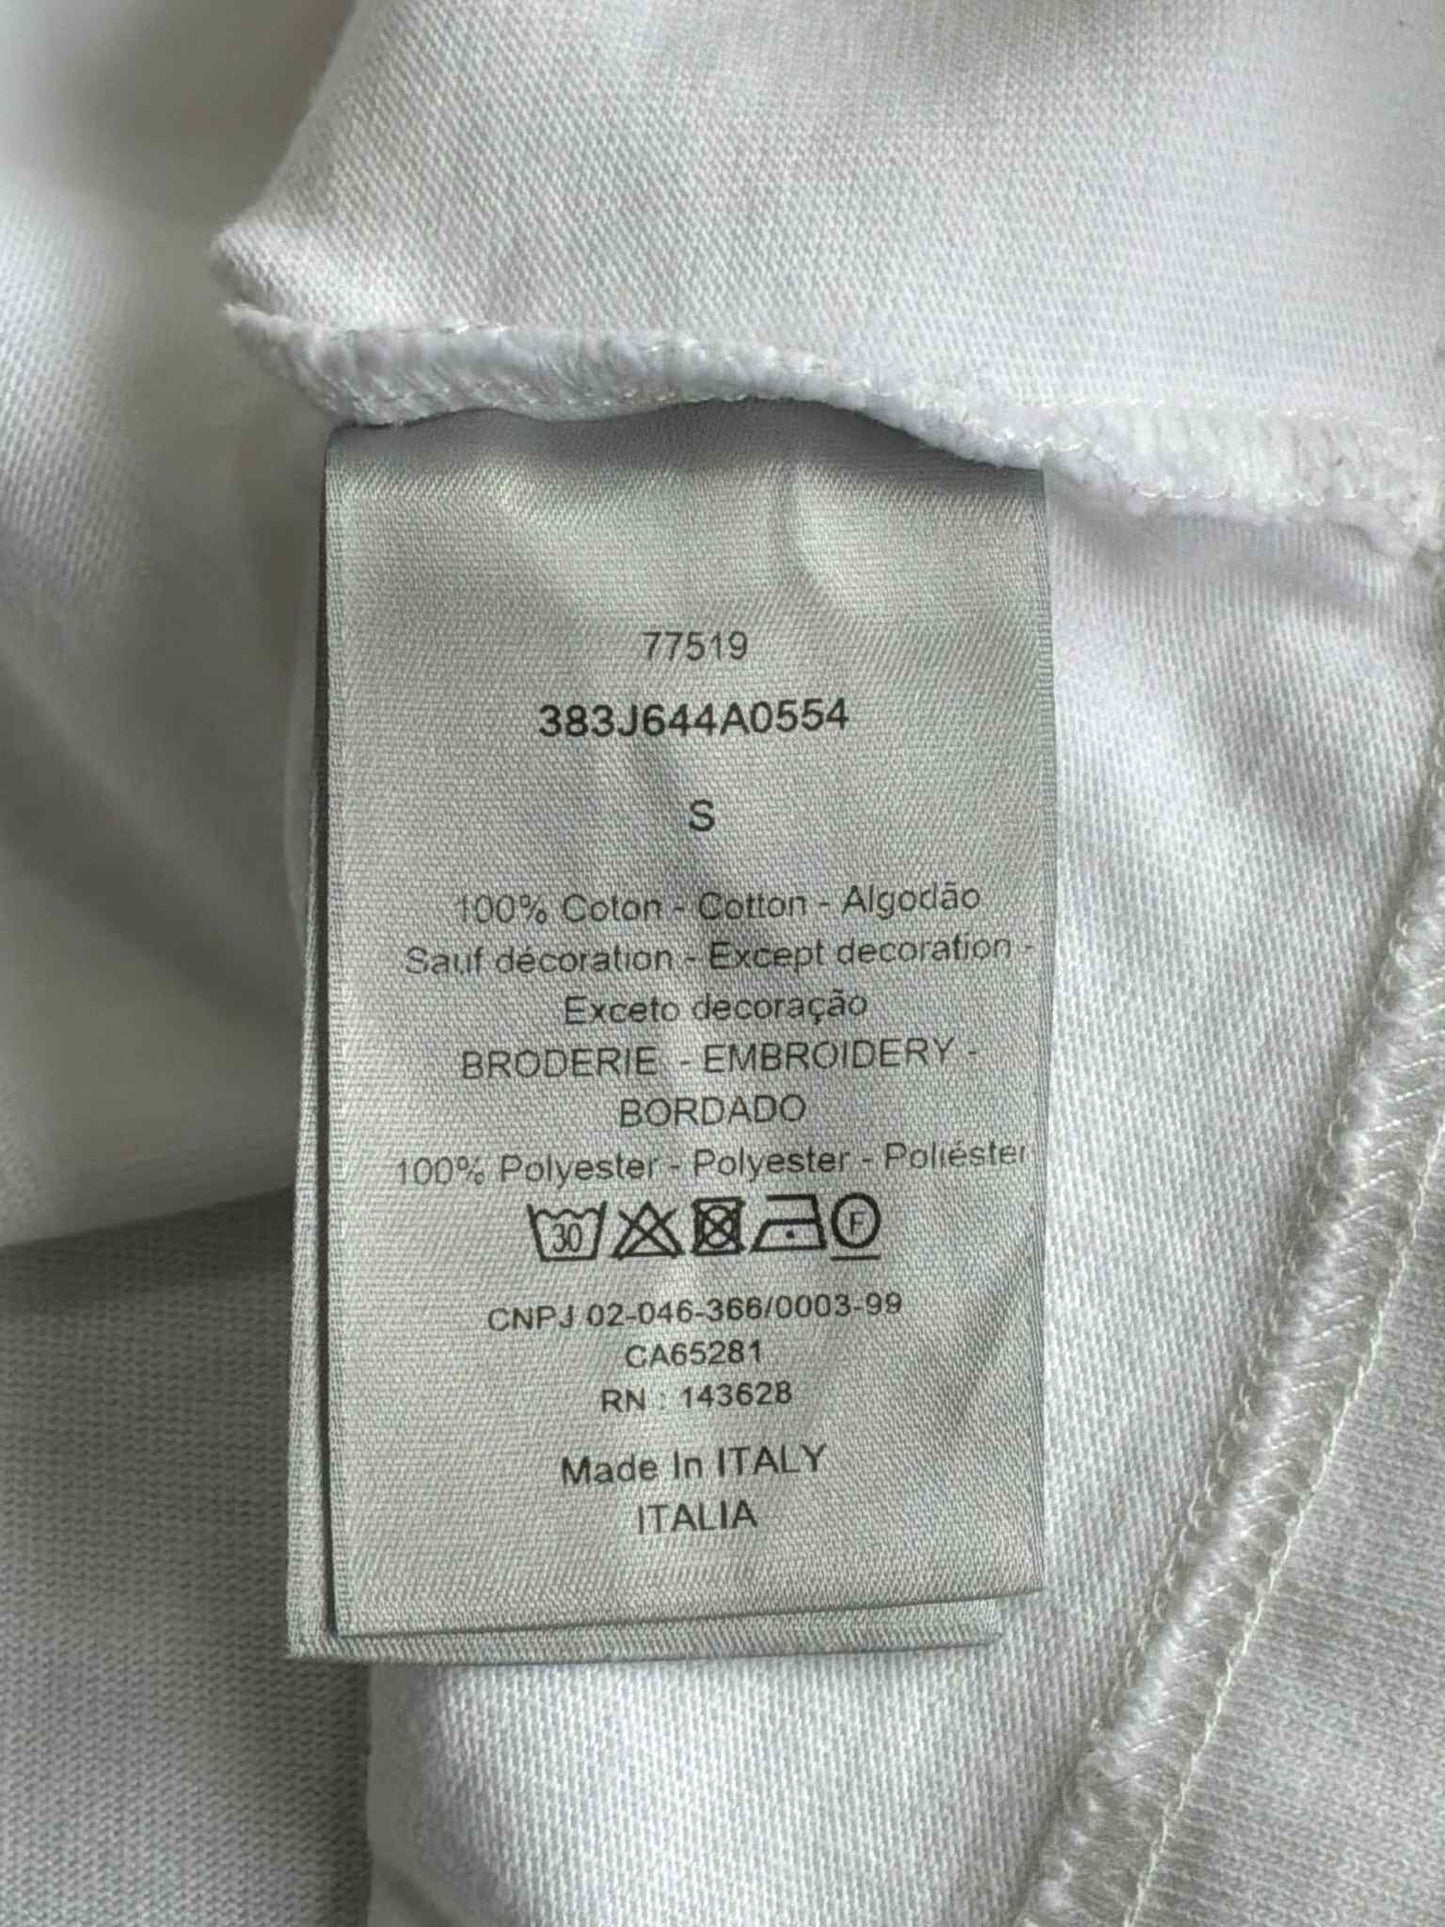 77519
383J644A0554
S
100% Coton - Cotton - Algodão
Sauf décoration - Except decoration -
Exceto decoração
BRODERIE - EMBROIDERY -
BORDADO
100% Polyester - Polyester - Poliéster
30 F
CNPJ 02-046-366/0003-99
CA65281
RN : 143628
Made In ITALY
ITALIA